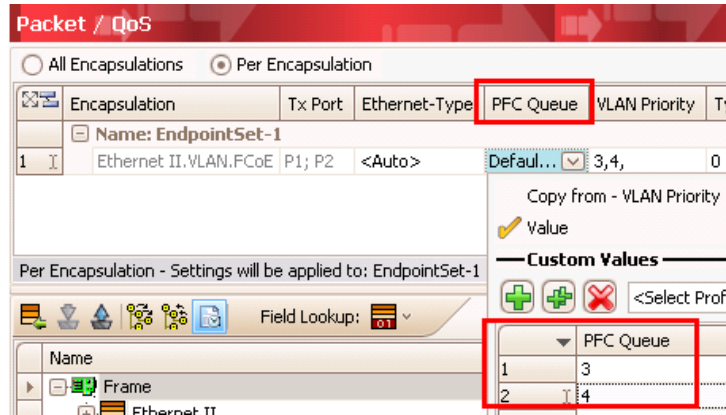 Packet / QoS
All Encapsulations Per Encapsulation
Encapsulation Tx Port Ethernet-Type PFC Queue VLAN Priority
Name: EndpointSet-1
1 Ethernet II.VLAN.FCoE P1; P2 <Auto> Defaul... 3,4, 0
Copy from - VLAN Priority
Value
Custom Values
Per Encapsulation - Settings will be applied to: EndpointSet-1
<Select Prof
Field Lookup: 01
PFC Queue
Name
1 3
Frame
2 4
Ethernet II